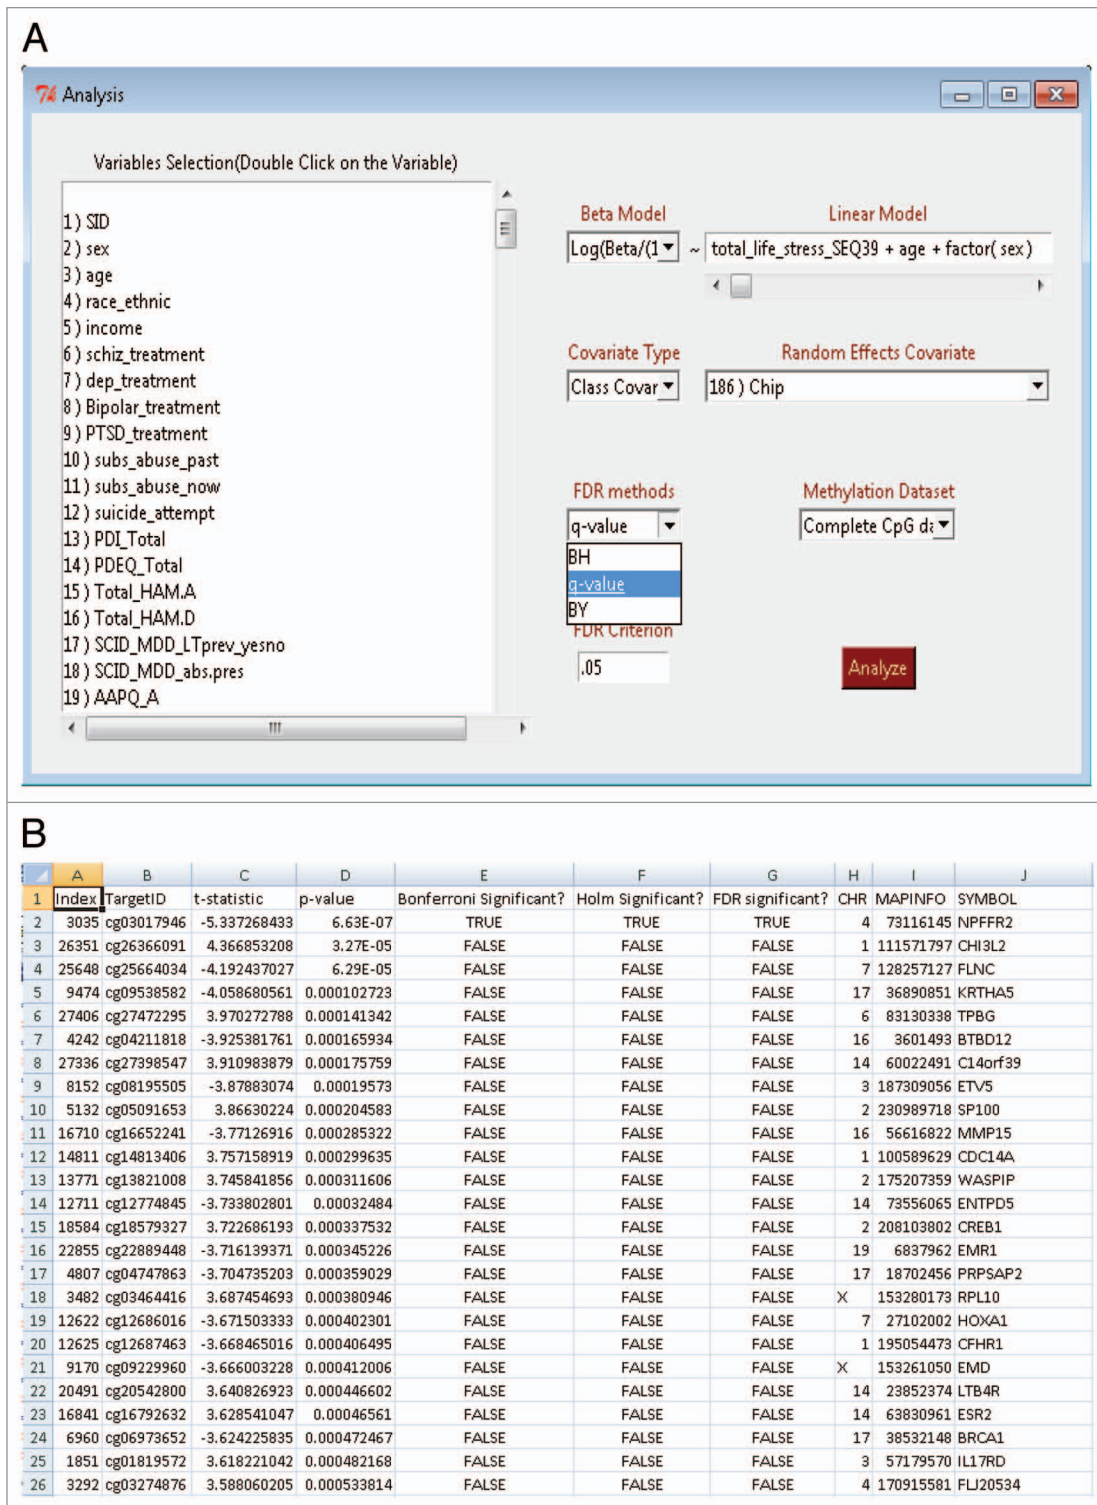 A
7% Analysis
Variables Selection(Double Click on the Variable)
1 ) SID
2 ) sex
3 ) age
4 ) race_ethnic
5 ) income
6 ) schiz_treatment
7 ) dep_treatment
8 ) Bipolar_treatment
9 ) PTSD_treatment
10 ) subs_abuse_past
11 ) subs_abuse_now
12 ) suicide_attempt
13 ) PDI_Total
14 ) PDEQ_Total
15 ) Total_HAM.A
16 ) Total_HAM.D
17 ) SCID_MDD_LTprev_yesno
18 ) SCID_MDD_abs.pres
19 ) AAPQ_A
Beta Model Linear Model
Log(Beta/(1 ~ total_life_stress_SEQ39 + age + factor( sex )
Covariate Type Random Effects Covariate
Class Covar 186 ) Chip
FDR methods Methylation Dataset
q-value Complete CpG da
BH
q-value
BY
FDR Criterion
.05 Analyze
B
A B C D E F G H I J
1 Index TargetID t-statistic p-value Bonferroni Significant? Holm Significant? FDR significant? CHR MAPINFO SYMBOL
2 3035 cg03017946 -5.337268433 6.63E-07 TRUE TRUE TRUE 4 73116145 NPFFR2
3 26351 cg26366091 4.366853208 3.27E-05 FALSE FALSE FALSE 1 111571797 CHI3L2
4 25648 cg25664034 -4.192437027 6.29E-05 FALSE FALSE FALSE 7 128257127 FLNC
5 9474 cg09538582 -4.058680561 0.000102723 FALSE FALSE FALSE 17 36890851 KRTHA5
6 27406 cg27472295 3.970272788 0.000141342 FALSE FALSE FALSE 6 83130338 TPBG
7 4242 cg04211818 -3.925381761 0.000165934 FALSE FALSE FALSE 16 3601493 BTBD12
8 27336 cg27398547 3.910983879 0.000175759 FALSE FALSE FALSE 14 60022491 C14orf39
9 8152 cg08195505 -3.87883074 0.00019573 FALSE FALSE FALSE 3 187309056 ETV5
10 5132 cg05091653 3.86630224 0.000204583 FALSE FALSE FALSE 2 230989718 SP100
11 16710 cg16652241 -3.77126916 0.000285322 FALSE FALSE FALSE 16 56616822 MMP15
12 14811 cg14813406 3.757158919 0.000299635 FALSE FALSE FALSE 1 100589629 CDC14A
13 13771 cg13821008 3.745841856 0.000311606 FALSE FALSE FALSE 2 175207359 WASPIP
14 12711 cg12774845 -3.733802801 0.00032484 FALSE FALSE FALSE 14 73556065 ENTPD5
15 18584 cg18579327 3.722686193 0.000337532 FALSE FALSE FALSE 2 208103802 CREB1
16 22855 cg22889448 -3.716139371 0.000345226 FALSE FALSE FALSE 19 6837962 EMR1
17 4807 cg04747863 -3.704735203 0.000359029 FALSE FALSE FALSE 17 18702456 PRPSAP2
18 3482 cg03464416 3.687454693 0.000380946 FALSE FALSE FALSE X 153280173 RPL10
19 12622 cg12686016 -3.671503333 0.000402301 FALSE FALSE FALSE 7 27102002 HOXA1
20 12625 cg12687463 -3.668465016 0.000406495 FALSE FALSE FALSE 1 195054473 CFHR1
21 9170 cg09229960 -3.666003228 0.000412006 FALSE FALSE FALSE X 153261050 EMD
22 20491 cg20542800 3.640826923 0.000446602 FALSE FALSE FALSE 14 23852374 LTB4R
23 16841 cg16792632 3.628541047 0.00046561 FALSE FALSE FALSE 14 63830961 ESR2
24 6960 cg06973652 -3.624225835 0.000472467 FALSE FALSE FALSE 17 38532148 BRCA1
25 1851 cg01819572 3.618221042 0.000482168 FALSE FALSE FALSE 3 57179570 IL17RD
26 3292 cg03274876 3.588060205 0.000533814 FALSE FALSE FALSE 4 170915581 FLJ20534